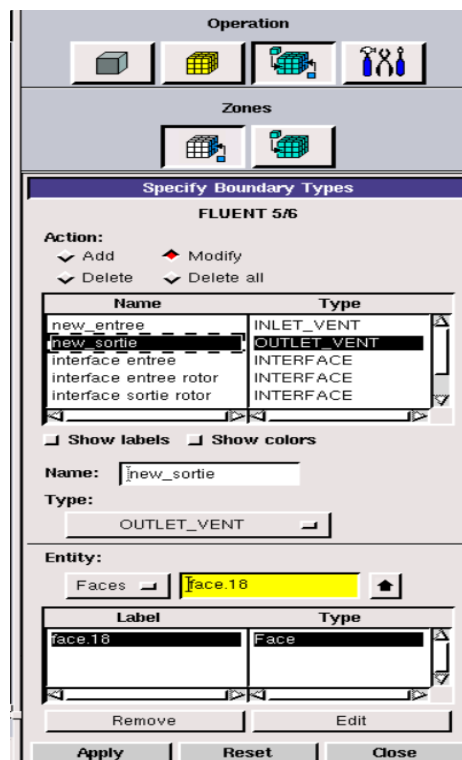 Operation
Zones
Specify Boundary Types
FLUENT 5/6
Action:
Add Modify
Delete Delete all
Name Type
new_entree INLET_VENT
new_sortie OUTLET_VENT
interface entree INTERFACE
interface entree rotor INTERFACE
interface sortie rotor INTERFACE
Show labels Show colors
Name: new_sortie
Type:
OUTLET_VENT
Entity:
Faces face.18
Label Type
face.18 Face
Remove Edit
Apply Reset Close